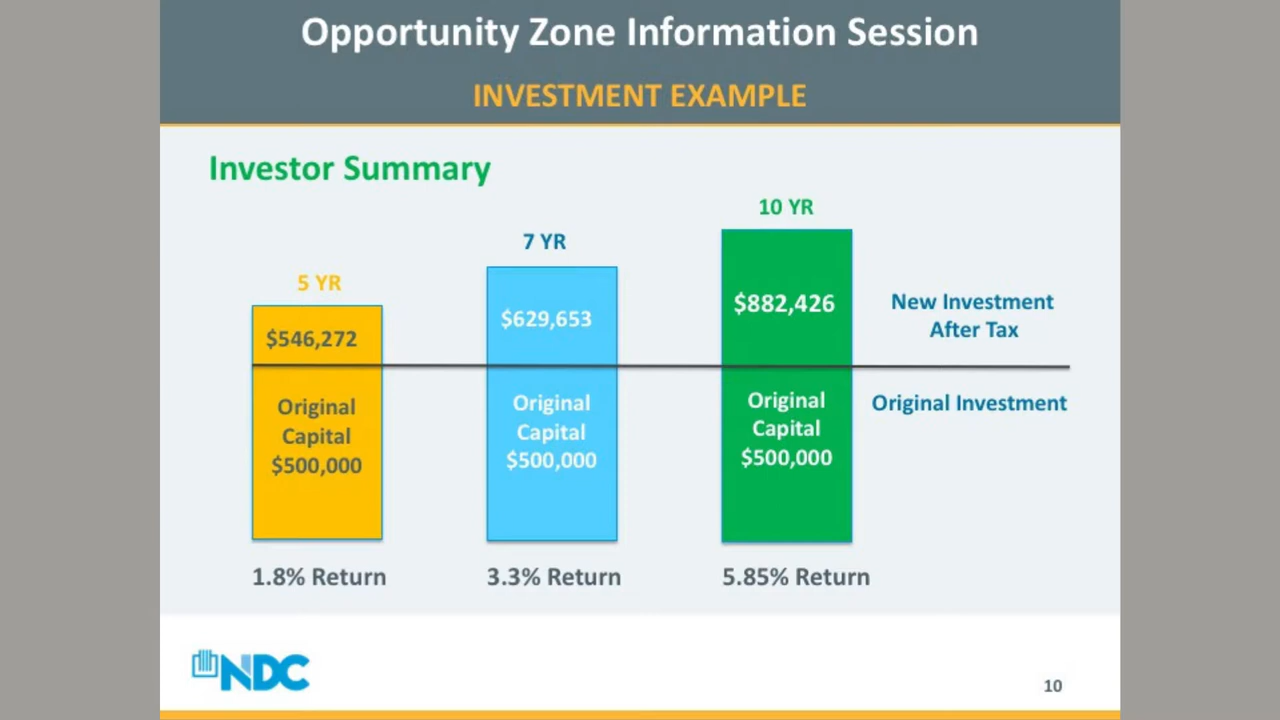 Opportunity Zone Information Session
INVESTMENT EXAMPLE
Investor Summary
5 YR
7 YR
10 YR
$546,272
$629,653
$882,426
New Investment
After Tax
Original
Capital
$500,000
Original
Capital
$500,000
Original
Capital
$500,000
Original Investment
1.8% Return
3.3% Return
5.85% Return
NDC
10